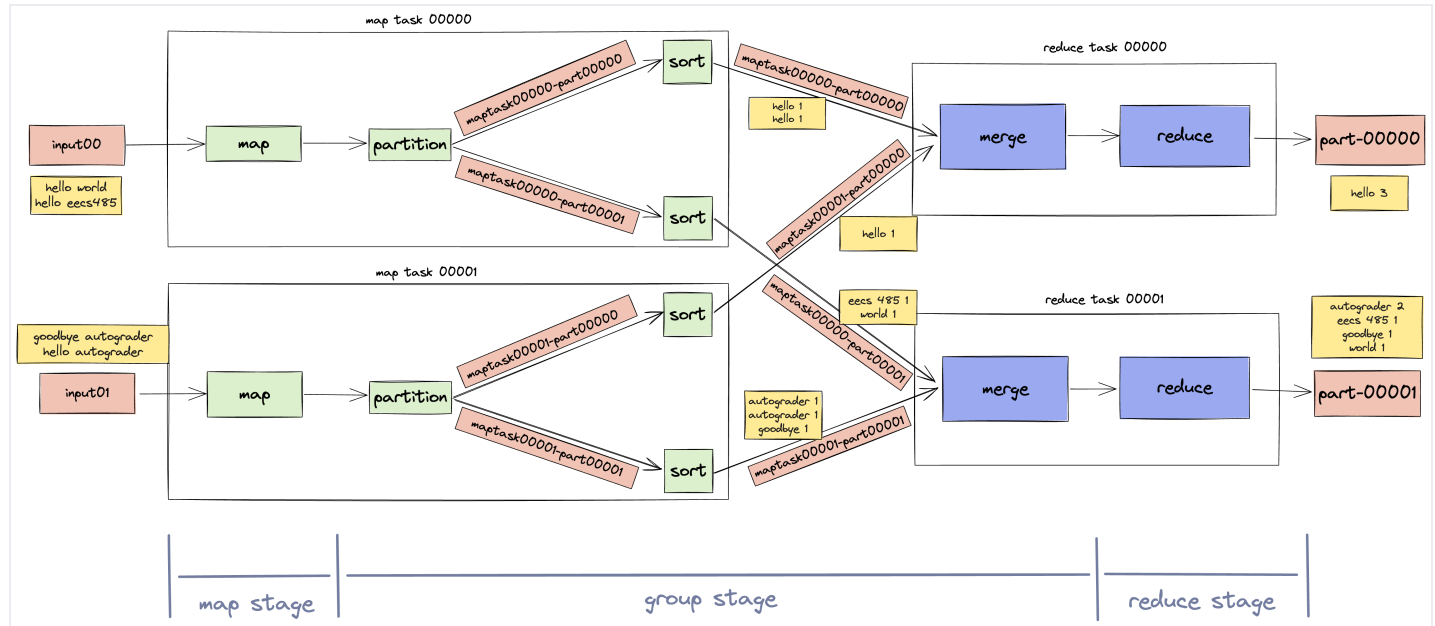 map task 00000
reduce task 00000
input00
hello world
hello eecs485
map
partition
maptask00000-part00000
maptask00000-part00001
sort
sort
maptask00000-part00000
hello 1
hello 1
maptask00001-part00000
hello 1
merge
reduce
part-00000
hello 3
map task 00001
reduce task 00001
goodbye autograder
hello autograder
input01
map
partition
maptask00001-part00000
maptask00001-part00001
sort
sort
maptask00000-part00001
eecs 485 1
world 1
autograder 1
autograder 1
goodbye 1
maptask00001-part00001
merge
reduce
autograder 2
eecs 485 1
goodbye 1
world 1
part-00001
map stage
group stage
reduce stage